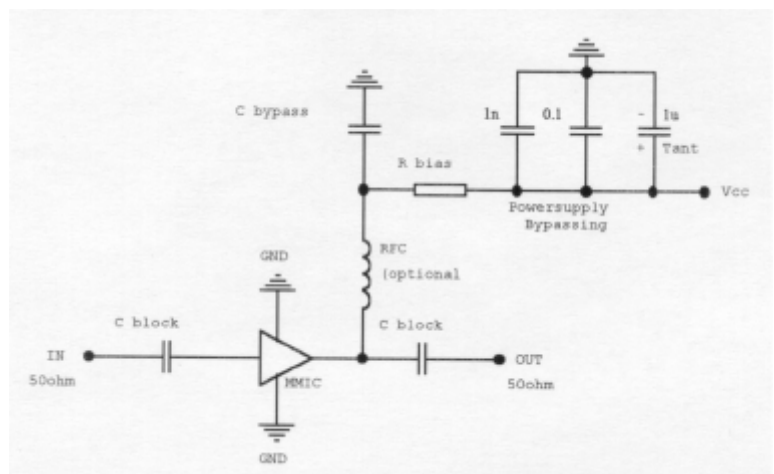 C bypass
1n
0.1
-
1u
+
Tant
R bias
Vcc
Powersupply
Bypassing
GND
RFC
(optional
C block
C block
IN
50ohm
MMIC
OUT
50ohm
GND